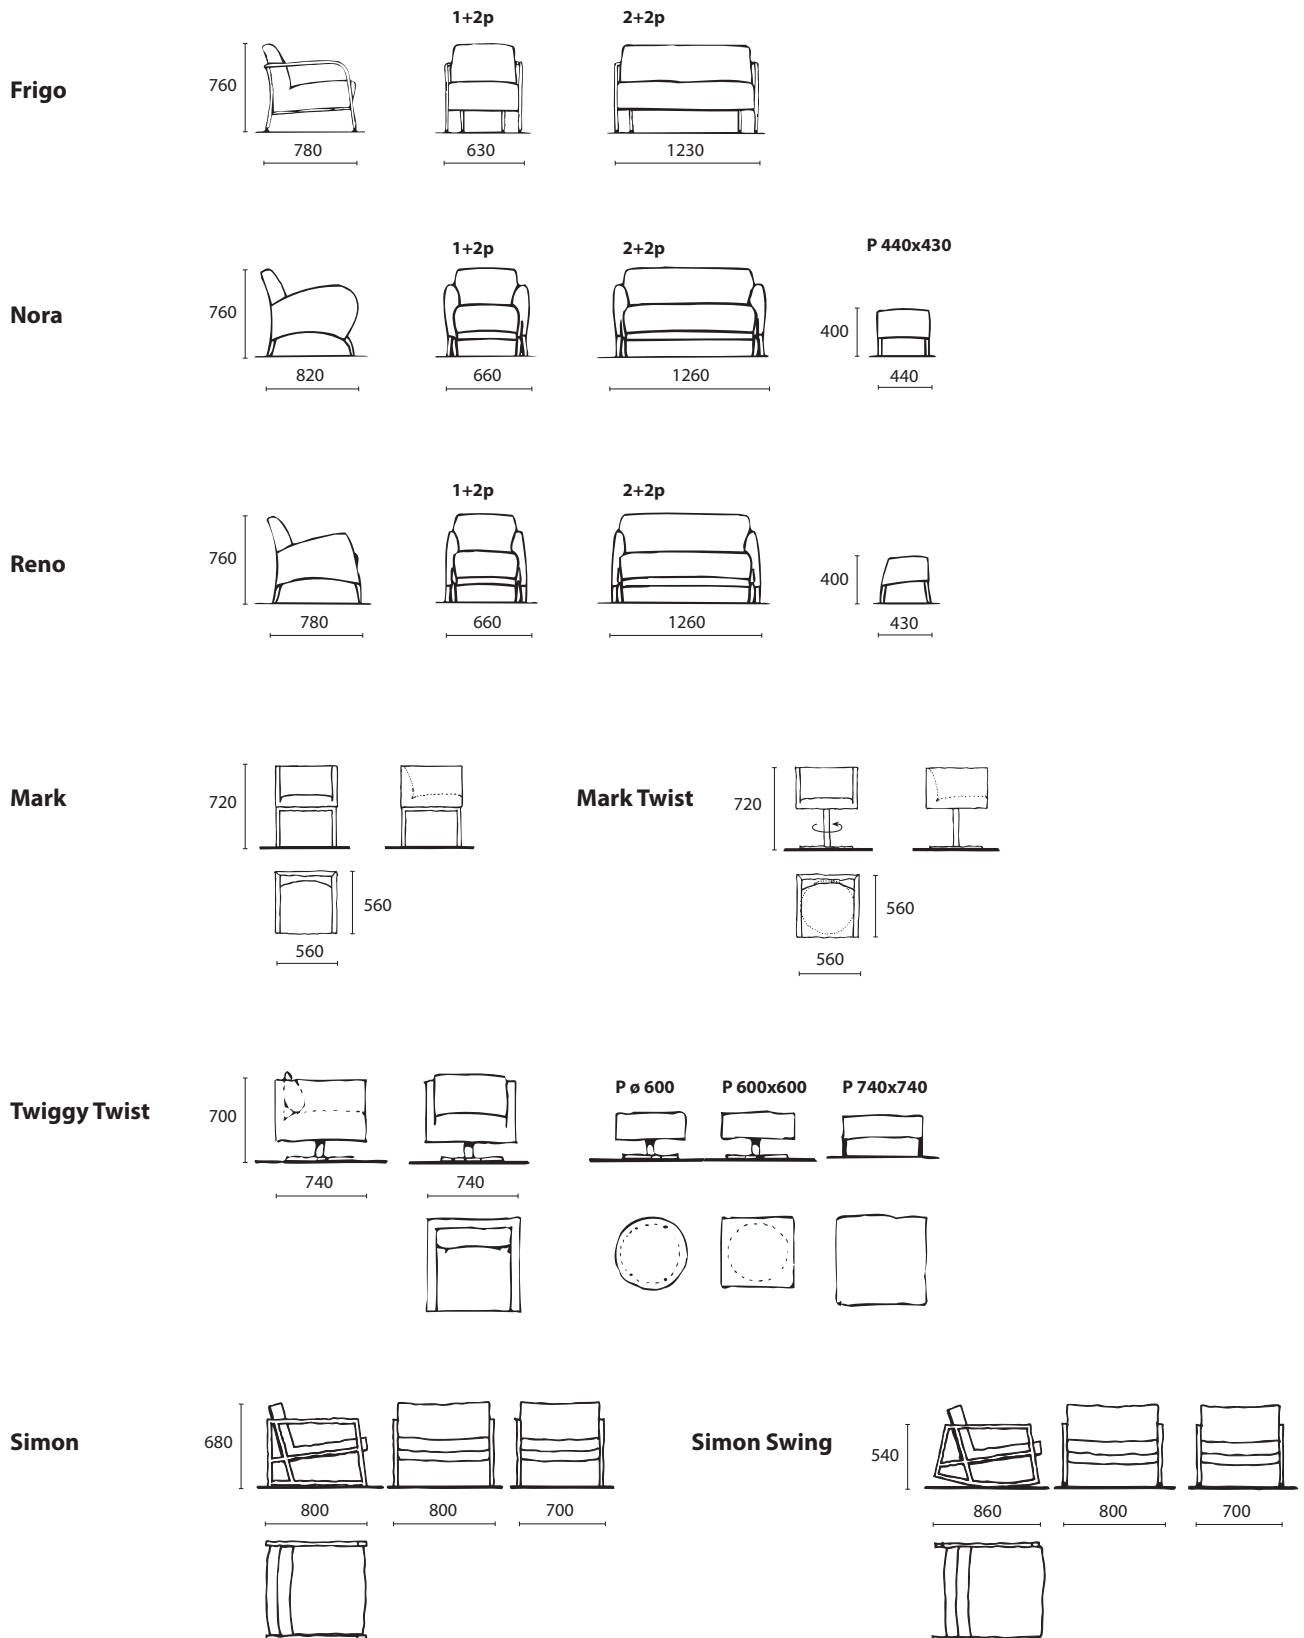 1+2p 2+2p
Frigo 760
780 630 1230
1+2p 2+2p P 440x430
Nora 760 400
820 660 1260 440
1+2p 2+2p
Reno 760 400
780 660 1260 430
Mark 720 Mark Twist 720
560 560
560 560
P ø 600 P 600x600 P 740x740
Twiggy Twist 700
740 740
Simon 680 Simon Swing 540
800 800 700 860 800 700